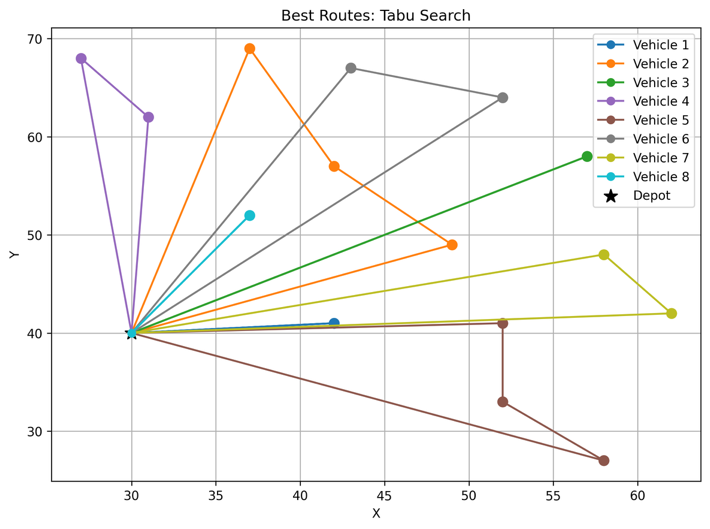 Best Routes: Tabu Search
70
60
50
40
30
Y
30
35
40
45
50
55
60
X
Vehicle 1
Vehicle 2
Vehicle 3
Vehicle 4
Vehicle 5
Vehicle 6
Vehicle 7
Vehicle 8
Depot